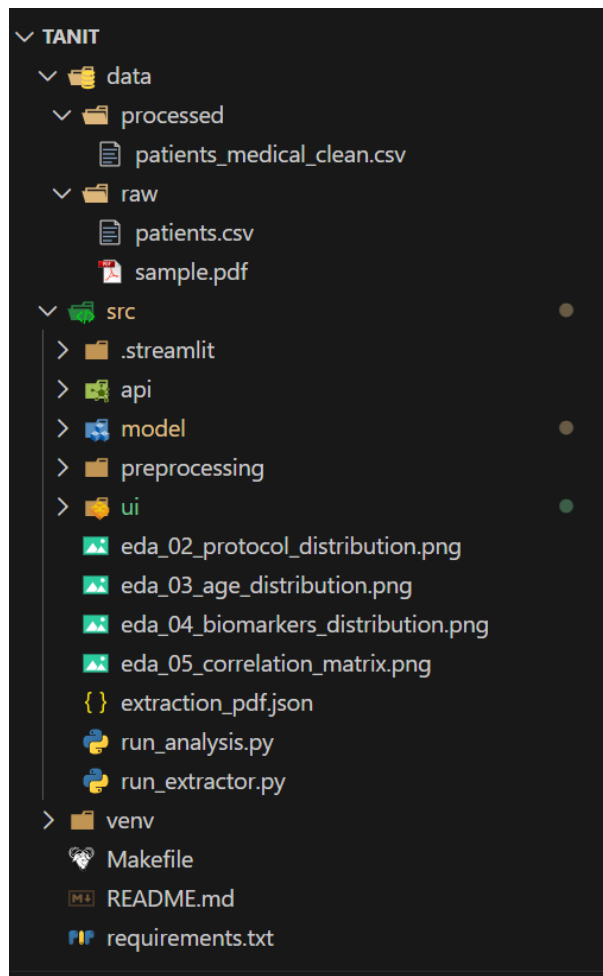 TANIT
data
processed
patients_medical_clean.csv
raw
patients.csv
PDF
sample.pdf
src
.streamlit
api
model
preprocessing
ui
eda_02_protocol_distribution.png
eda_03_age_distribution.png
eda_04_biomarkers_distribution.png
eda_05_correlation_matrix.png
{ } extraction_pdf.json
run_analysis.py
run_extractor.py
venv
Makefile
README.md
requirements.txt